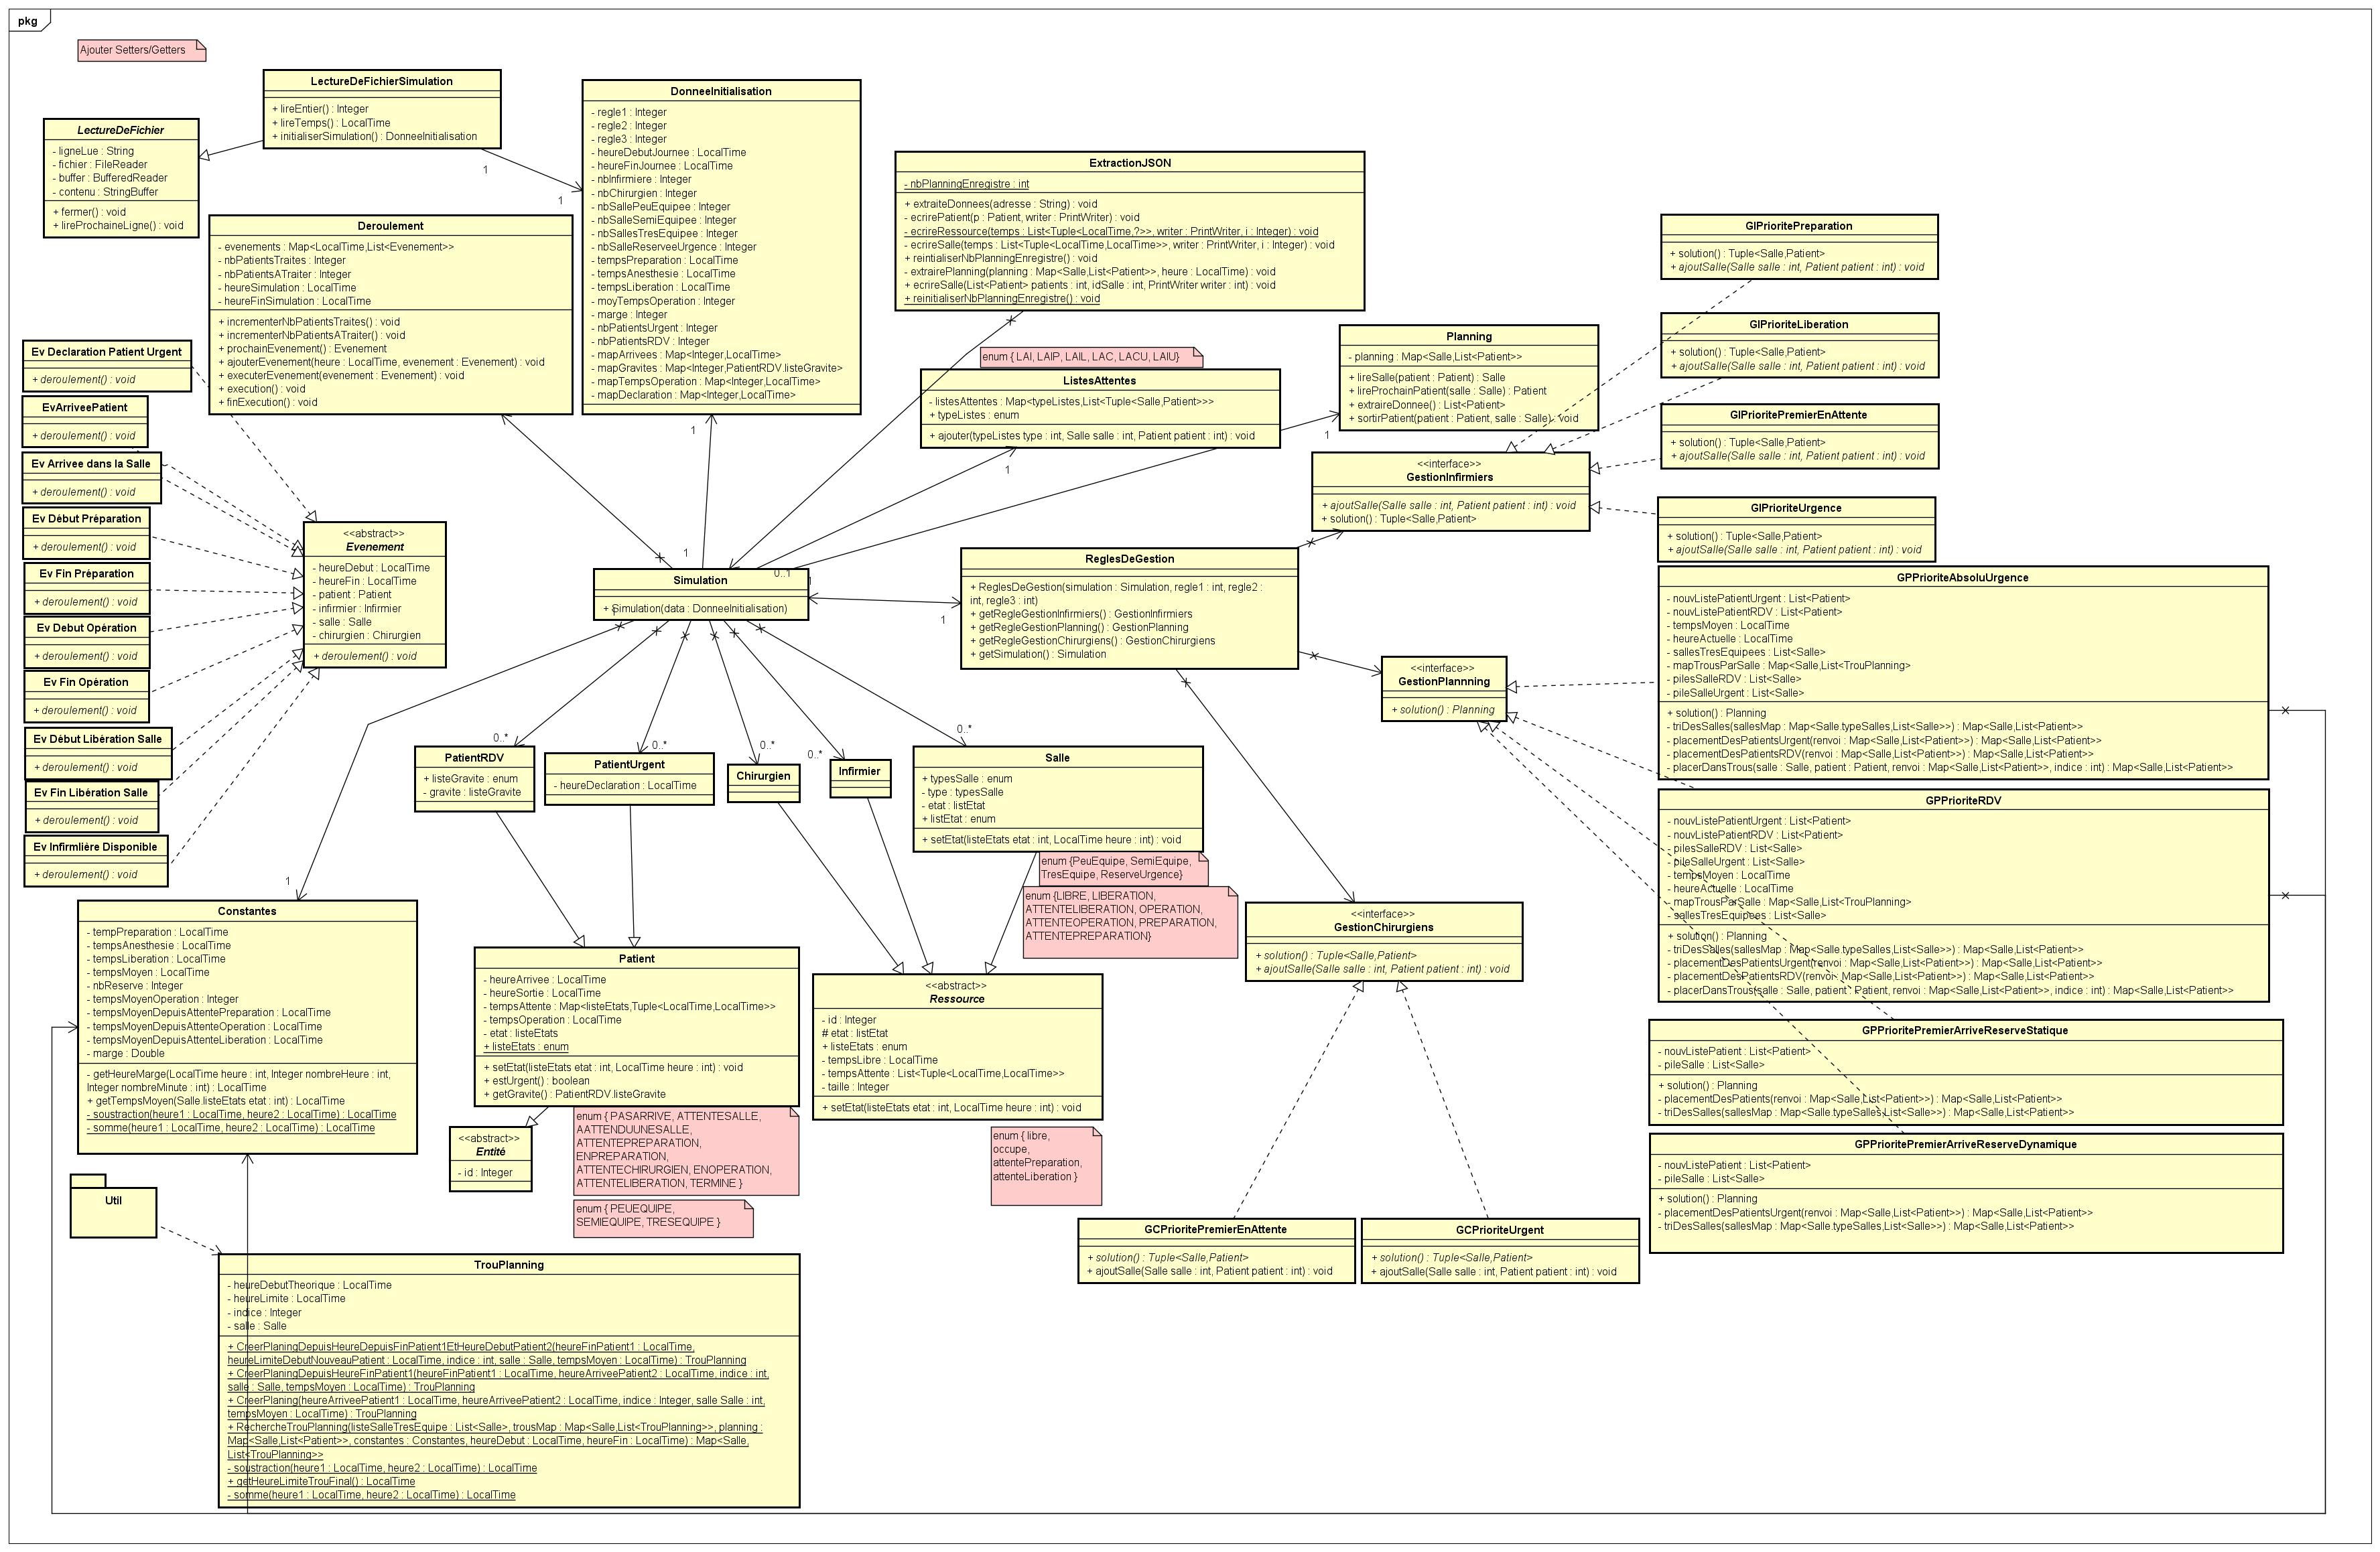 pkg
Ajouter Setters/Getters
LectureDeFichierSimulation
+ lireEntier() : Integer
+ lireTemps() : LocalTime
+ initialiserSimulation() : DonneeInitialisation
LectureDeFichier
- ligneLue : String
- fichier : FileReader
- buffer : BufferedReader
- contenu : StringBuffer
+ fermer() : void
+ lireProchaineLigne() : void
1
1
DonneeInitialisation
- regle1 : Integer
- regle2 : Integer
- regle3 : Integer
- heureDebutJournee : LocalTime
- heureFinJournee : LocalTime
- nbInfirmiere : Integer
- nbChirurgien : Integer
- nbSallePeuEquipee : Integer
- nbSalleSemiEquipee : Integer
- nbSallesTresEquipee : Integer
- nbSalleReserveeUrgence : Integer
- tempsPreparation : LocalTime
- tempsAnesthesie : LocalTime
- tempsLiberation : LocalTime
- moyTempsOperation : Integer
- marge : Integer
- nbPatientsUrgent : Integer
- nbPatientsRDV : Integer
- mapArrivees : Map<Integer,LocalTime>
- mapGravites : Map<Integer,PatientRDV.listeGravite>
- mapTempsOperation : Map<Integer,LocalTime>
- mapDeclaration : Map<Integer,LocalTime>
Deroulement
- evenements : Map<LocalTime,List<Evenement>>
- nbPatientsTraites : Integer
- nbPatientsATraiter : Integer
- heureSimulation : LocalTime
- heureFinSimulation : LocalTime
+ incrementerNbPatientsTraites() : void
+ incrementerNbPatientsATraiter() : void
+ prochainEvenement() : Evenement
+ ajouterEvenement(heure : LocalTime, evenement : Evenement) : void
+ executerEvenement(evenement : Evenement) : void
+ execution() : void
+ finExecution() : void
ExtractionJSON
- nbPlanningEnregistre : int
+ extraiteDonnees(adresse : String) : void
- ecrirePatient(p : Patient, writer : PrintWriter) : void
- ecrireRessource(temps : List<Tuple<LocalTime,?>>, writer : PrintWriter, i : Integer) : void
- ecrireSalle(temps : List<Tuple<LocalTime,LocalTime>>, writer : PrintWriter, i : Integer) : void
+ reintialiserNbPlanningEnregistre() : void
- extrairePlanning(planning : Map<Salle,List<Patient>>, heure : LocalTime) : void
+ ecrireSalle(List<Patient> patients : int, idSalle : int, PrintWriter writer : int) : void
+ reinitialiserNbPlanningEnregistre() : void
enum { LAI, LAIP, LAIL, LAC, LACU, LAIU}
ListesAttentes
- listesAttentes : Map<typeListes,List<Tuple<Salle,Patient>>>
+ typeListes : enum
+ ajouter(typeListes type : int, Salle salle : int, Patient patient : int) : void
Planning
- planning : Map<Salle,List<Patient>>
+ lireSalle(patient : Patient) : Salle
+ lireProchainPatient(salle : Salle) : Patient
+ extraireDonnee() : List<Patient>
+ sortirPatient(patient : Patient, salle : Salle) : void
GIPrioritePreparation
+ solution() : Tuple<Salle,Patient>
+ ajoutSalle(Salle salle : int, Patient patient : int) : void
GIPrioriteLiberation
+ solution() : Tuple<Salle,Patient>
+ ajoutSalle(Salle salle : int, Patient patient : int) : void
GIPrioritePremierEnAttente
+ solution() : Tuple<Salle,Patient>
+ ajoutSalle(Salle salle : int, Patient patient : int) : void
GIPrioriteUrgence
+ solution() : Tuple<Salle,Patient>
+ ajoutSalle(Salle salle : int, Patient patient : int) : void
<<interface>>
GestionInfirmiers
+ ajoutSalle(Salle salle : int, Patient patient : int) : void
+ solution() : Tuple<Salle,Patient>
Ev Declaration Patient Urgent
+ deroulement() : void
EvArriveePatient
+ deroulement() : void
Ev Arrivee dans la Salle
+ deroulement() : void
Ev Début Préparation
+ deroulement() : void
Ev Fin Préparation
+ deroulement() : void
Ev Debut Opération
+ deroulement() : void
Ev Fin Opération
+ deroulement() : void
Ev Début Libération Salle
+ deroulement() : void
Ev Fin Libération Salle
+ deroulement() : void
Ev Infirmlière Disponible
+ deroulement() : void
<<abstract>>
Evenement
- heureDebut : LocalTime
- heureFin : LocalTime
- patient : Patient
- infirmier : Infirmier
- salle : Salle
- chirurgien : Chirurgien
+ deroulement() : void
1
1
1
1
0..1
1
1
Simulation
+ Simulation(data : DonneeInitialisation)
ReglesDeGestion
+ ReglesDeGestion(simulation : Simulation, regle1 : int, regle2 :
int, regle3 : int)
+ getRegleGestionInfirmiers() : GestionInfirmiers
+ getRegleGestionPlanning() : GestionPlanning
+ getRegleGestionChirurgiens() : GestionChirurgiens
+ getSimulation() : Simulation
<<interface>>
GestionPlannning
+ solution() : Planning
GPPrioriteAbsoluUrgence
- nouvListePatientUrgent : List<Patient>
- nouvListePatientRDV : List<Patient>
- tempsMoyen : LocalTime
- heureActuelle : LocalTime
- sallesTresEquipees : List<Salle>
- mapTrousParSalle : Map<Salle,List<TrouPlanning>
- pilesSalleRDV : List<Salle>
- pileSalleUrgent : List<Salle>
+ solution() : Planning
- triDesSalles(sallesMap : Map<Salle.typeSalles,List<Salle>>) : Map<Salle,List<Patient>>
- placementDesPatientsUrgent(renvoi : Map<Salle,List<Patient>>) : Map<Salle,List<Patient>>
- placementDesPatientsRDV(renvoi : Map<Salle,List<Patient>>) : Map<Salle,List<Patient>>
- placerDansTrous(salle : Salle, patient : Patient, renvoi : Map<Salle,List<Patient>>, indice : int) : Map<Salle,List<Patient>>
GPPrioriteRDV
- nouvListePatientUrgent : List<Patient>
- nouvListePatientRDV : List<Patient>
- pilesSalleRDV : List<Salle>
- pileSalleUrgent : List<Salle>
- tempsMoyen : LocalTime
- heureActuelle : LocalTime
- mapTrousParSalle : Map<Salle,List<TrouPlanning>
- sallesTresEquipees : List<Salle>
+ solution() : Planning
- triDesSalles(sallesMap : Map<Salle.typeSalles,List<Salle>>) : Map<Salle,List<Patient>>
- placementDesPatientsUrgent(renvoi : Map<Salle,List<Patient>>) : Map<Salle,List<Patient>>
- placementDesPatientsRDV(renvoi : Map<Salle,List<Patient>>) : Map<Salle,List<Patient>>
- placerDansTrous(salle : Salle, patient : Patient, renvoi : Map<Salle,List<Patient>>, indice : int) : Map<Salle,List<Patient>>
GPPrioritePremierArriveReserveStatique
- nouvListePatient : List<Patient>
- pileSalle : List<Salle>
+ solution() : Planning
- placementDesPatients(renvoi : Map<Salle,List<Patient>>) : Map<Salle,List<Patient>>
- triDesSalles(sallesMap : Map<Salle.typeSalles,List<Salle>>) : Map<Salle,List<Patient>>
GPPrioritePremierArriveReserveDynamique
- nouvListePatient : List<Patient>
- pileSalle : List<Salle>
+ solution() : Planning
- placementDesPatientsUrgent(renvoi : Map<Salle,List<Patient>>) : Map<Salle,List<Patient>>
- triDesSalles(sallesMap : Map<Salle.typeSalles,List<Salle>>) : Map<Salle,List<Patient>>
0..*
0..*
0..*
0..*
0..*
PatientRDV
+ listeGravite : enum
- gravite : listeGravite
PatientUrgent
- heureDeclaration : LocalTime
Chirurgien
Infirmier
Salle
+ typesSalle : enum
- type : typesSalle
- etat : listEtat
+ listEtat : enum
+ setEtat(listeEtats etat : int, LocalTime heure : int) : void
enum {PeuEquipe, SemiEquipe,
TresEquipe, ReserveUrgence}
enum {LIBRE, LIBERATION,
ATTENTELIBERATION, OPERATION,
ATTENTEOPERATION, PREPARATION,
ATTENTEPREPARATION}
<<interface>>
GestionChirurgiens
+ solution() : Tuple<Salle,Patient>
+ ajoutSalle(Salle salle : int, Patient patient : int) : void
1
Constantes
- tempPreparation : LocalTime
- tempsAnesthesie : LocalTime
- tempsLiberation : LocalTime
- tempsMoyen : LocalTime
- nbReserve : Integer
- tempsMoyenOperation : Integer
- tempsMoyenDepuisAttentePreparation : LocalTime
- tempsMoyenDepuisAttenteOperation : LocalTime
- tempsMoyenDepuisAttenteLiberation : LocalTime
- marge : Double
- getHeureMarge(LocalTime heure : int, Integer nombreHeure : int,
Integer nombreMinute : int) : LocalTime
+ getTempsMoyen(Salle.listeEtats etat : int) : LocalTime
- soustraction(heure1 : LocalTime, heure2 : LocalTime) : LocalTime
- somme(heure1 : LocalTime, heure2 : LocalTime) : LocalTime
Patient
- heureArrivee : LocalTime
- heureSortie : LocalTime
- tempsAttente : Map<listeEtats,Tuple<LocalTime,LocalTime>>
- tempsOperation : LocalTime
- etat : listeEtats
+ listeEtats : enum
+ setEtat(listeEtats etat : int, LocalTime heure : int) : void
+ estUrgent() : boolean
+ getGravite() : PatientRDV.listeGravite
<<abstract>>
Ressource
- id : Integer
# etat : listEtat
+ listeEtats : enum
- tempsLibre : LocalTime
- tempsAttente : List<Tuple<LocalTime,LocalTime>>
- taille : Integer
+ setEtat(listeEtats etat : int, LocalTime heure : int) : void
<<abstract>>
Entité
- id : Integer
enum { PASARRIVE, ATTENTESALLE,
AATTENDUUNESALLE,
ATTENTEPREPARATION,
ENPREPARATION,
ATTENTECHIRURGIEN, ENOPERATION,
ATTENTELIBERATION, TERMINE }
enum { PEUEQUIPE,
SEMIEQUIPE, TRESEQUIPE }
enum { libre,
occupe,
attentePreparation,
attenteLiberation }
Util
GCPrioritePremierEnAttente
+ solution() : Tuple<Salle,Patient>
+ ajoutSalle(Salle salle : int, Patient patient : int) : void
GCPrioriteUrgent
+ solution() : Tuple<Salle,Patient>
+ ajoutSalle(Salle salle : int, Patient patient : int) : void
TrouPlanning
- heureDebutTheorique : LocalTime
- heureLimite : LocalTime
- indice : Integer
- salle : Salle
+ CreerPlaningDepuisHeureDepuisFinPatient1EtHeureDebutPatient2(heureFinPatient1 : LocalTime,
heureLimiteDebutNouveauPatient : LocalTime, indice : int, salle : Salle, tempsMoyen : LocalTime) : TrouPlanning
+ CreerPlaningDepuisHeureFinPatient1(heureFinPatient1 : LocalTime, heureArriveePatient2 : LocalTime, indice : int,
salle : Salle, tempsMoyen : LocalTime) : TrouPlanning
+ CreerPlaning(heureArriveePatient1 : LocalTime, heureArriveePatient2 : LocalTime, indice : Integer, salle Salle : int,
tempsMoyen : LocalTime) : TrouPlanning
+ RechercheTrouPlanning(listeSalleTresEquipe : List<Salle>, trousMap : Map<Salle,List<TrouPlanning>>, planning :
Map<Salle,List<Patient>>, constantes : Constantes, heureDebut : LocalTime, heureFin : LocalTime) : Map<Salle,
List<TrouPlanning>>
- soustraction(heure1 : LocalTime, heure2 : LocalTime) : LocalTime
+ getHeureLimiteTrouFinal() : LocalTime
- somme(heure1 : LocalTime, heure2 : LocalTime) : LocalTime